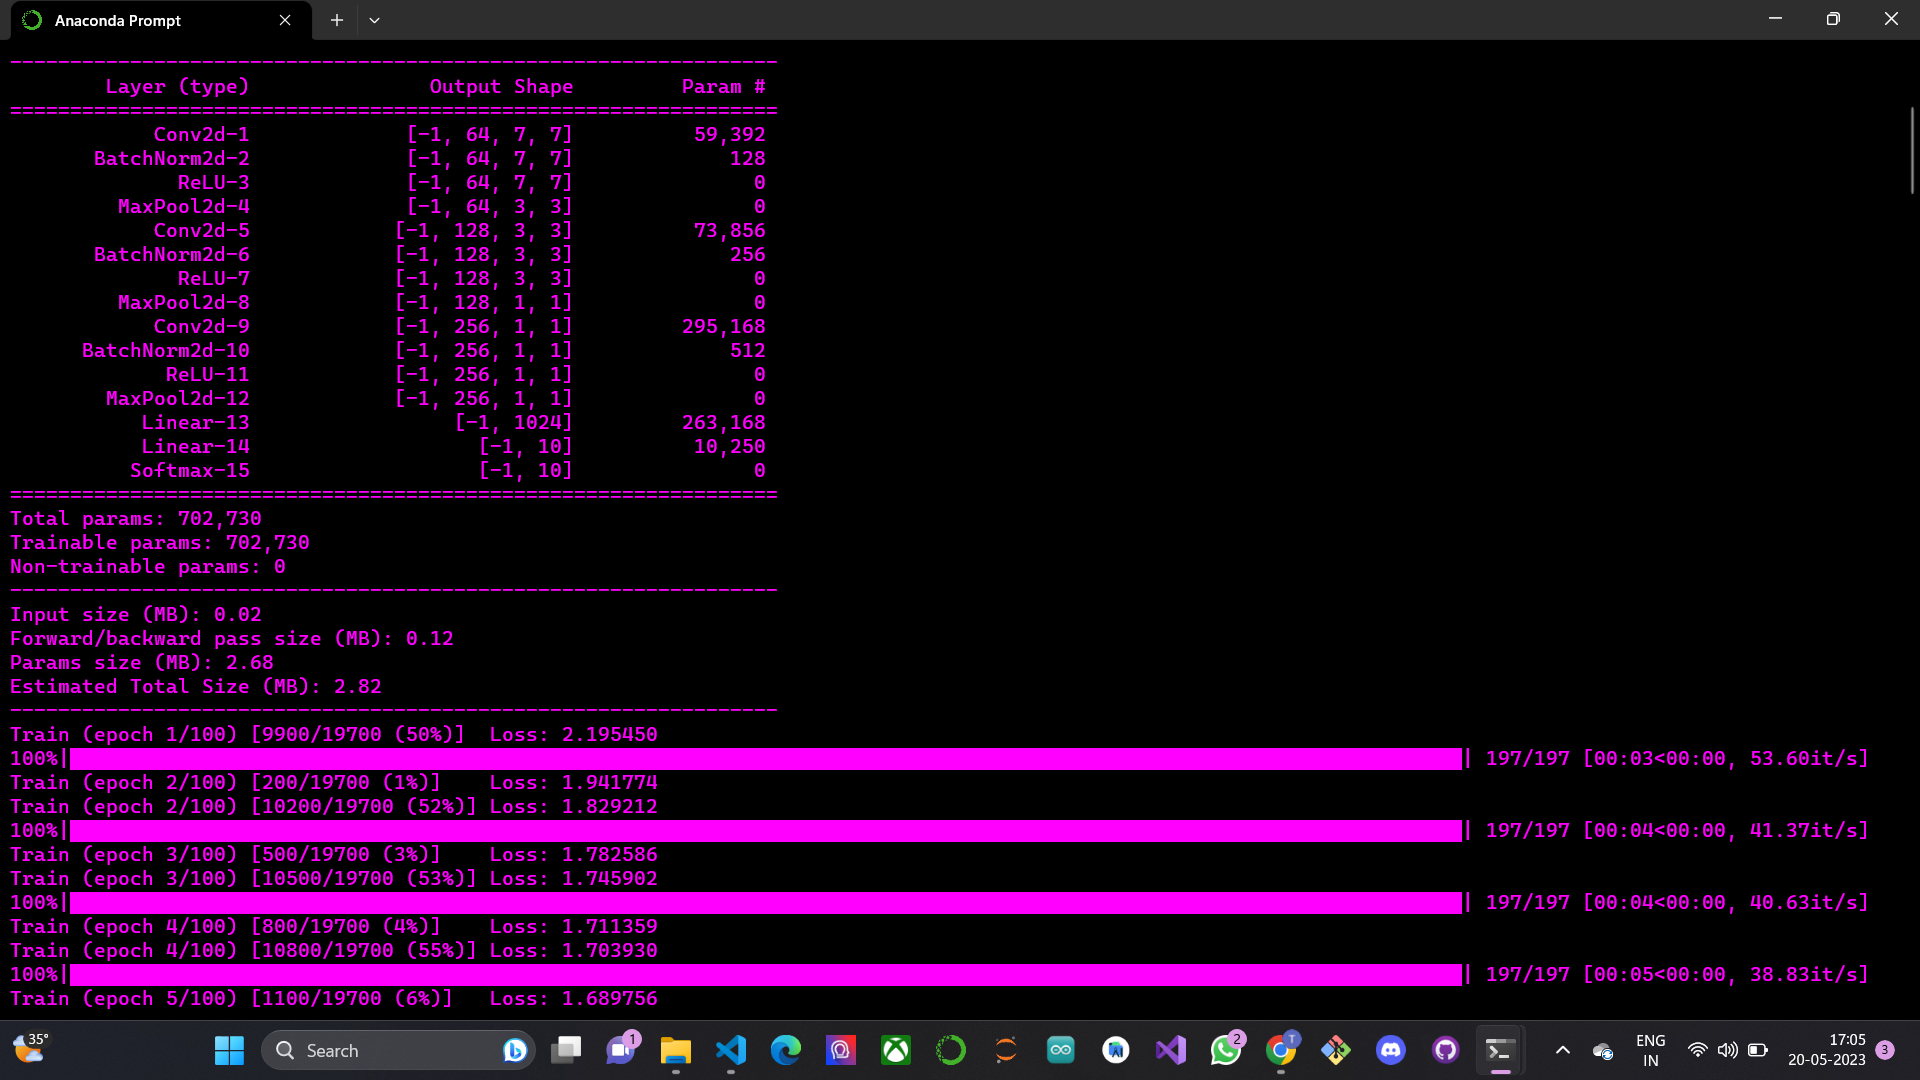 Anaconda Prompt
----------------------------------------------------------------
Layer (type) Output Shape Param #
================================================================
Conv2d-1 [-1, 64, 7, 7] 59,392
BatchNorm2d-2 [-1, 64, 7, 7] 128
ReLU-3 [-1, 64, 7, 7] 0
MaxPool2d-4 [-1, 64, 3, 3] 0
Conv2d-5 [-1, 128, 3, 3] 73,856
BatchNorm2d-6 [-1, 128, 3, 3] 256
ReLU-7 [-1, 128, 3, 3] 0
MaxPool2d-8 [-1, 128, 1, 1] 0
Conv2d-9 [-1, 256, 1, 1] 295,168
BatchNorm2d-10 [-1, 256, 1, 1] 512
ReLU-11 [-1, 256, 1, 1] 0
MaxPool2d-12 [-1, 256, 1, 1] 0
Linear-13 [-1, 1024] 263,168
Linear-14 [-1, 10] 10,250
Softmax-15 [-1, 10] 0
================================================================
Total params: 702,730
Trainable params: 702,730
Non-trainable params: 0
----------------------------------------------------------------
Input size (MB): 0.02
Forward/backward pass size (MB): 0.12
Params size (MB): 2.68
Estimated Total Size (MB): 2.82
----------------------------------------------------------------
Train (epoch 1/100) [9900/19700 (50%)] Loss: 2.195450
100%| | 197/197 [00:03<00:00, 53.60it/s]
Train (epoch 2/100) [200/19700 (1%)] Loss: 1.941774
Train (epoch 2/100) [10200/19700 (52%)] Loss: 1.829212
100%| | 197/197 [00:04<00:00, 41.37it/s]
Train (epoch 3/100) [500/19700 (3%)] Loss: 1.782586
Train (epoch 3/100) [10500/19700 (53%)] Loss: 1.745902
100%| | 197/197 [00:04<00:00, 40.63it/s]
Train (epoch 4/100) [800/19700 (4%)] Loss: 1.711359
Train (epoch 4/100) [10800/19700 (55%)] Loss: 1.703930
100%| | 197/197 [00:05<00:00, 38.83it/s]
Train (epoch 5/100) [1100/19700 (6%)] Loss: 1.689756
35°
Search
1
2
T
ENG
IN
17:05
20-05-2023
3